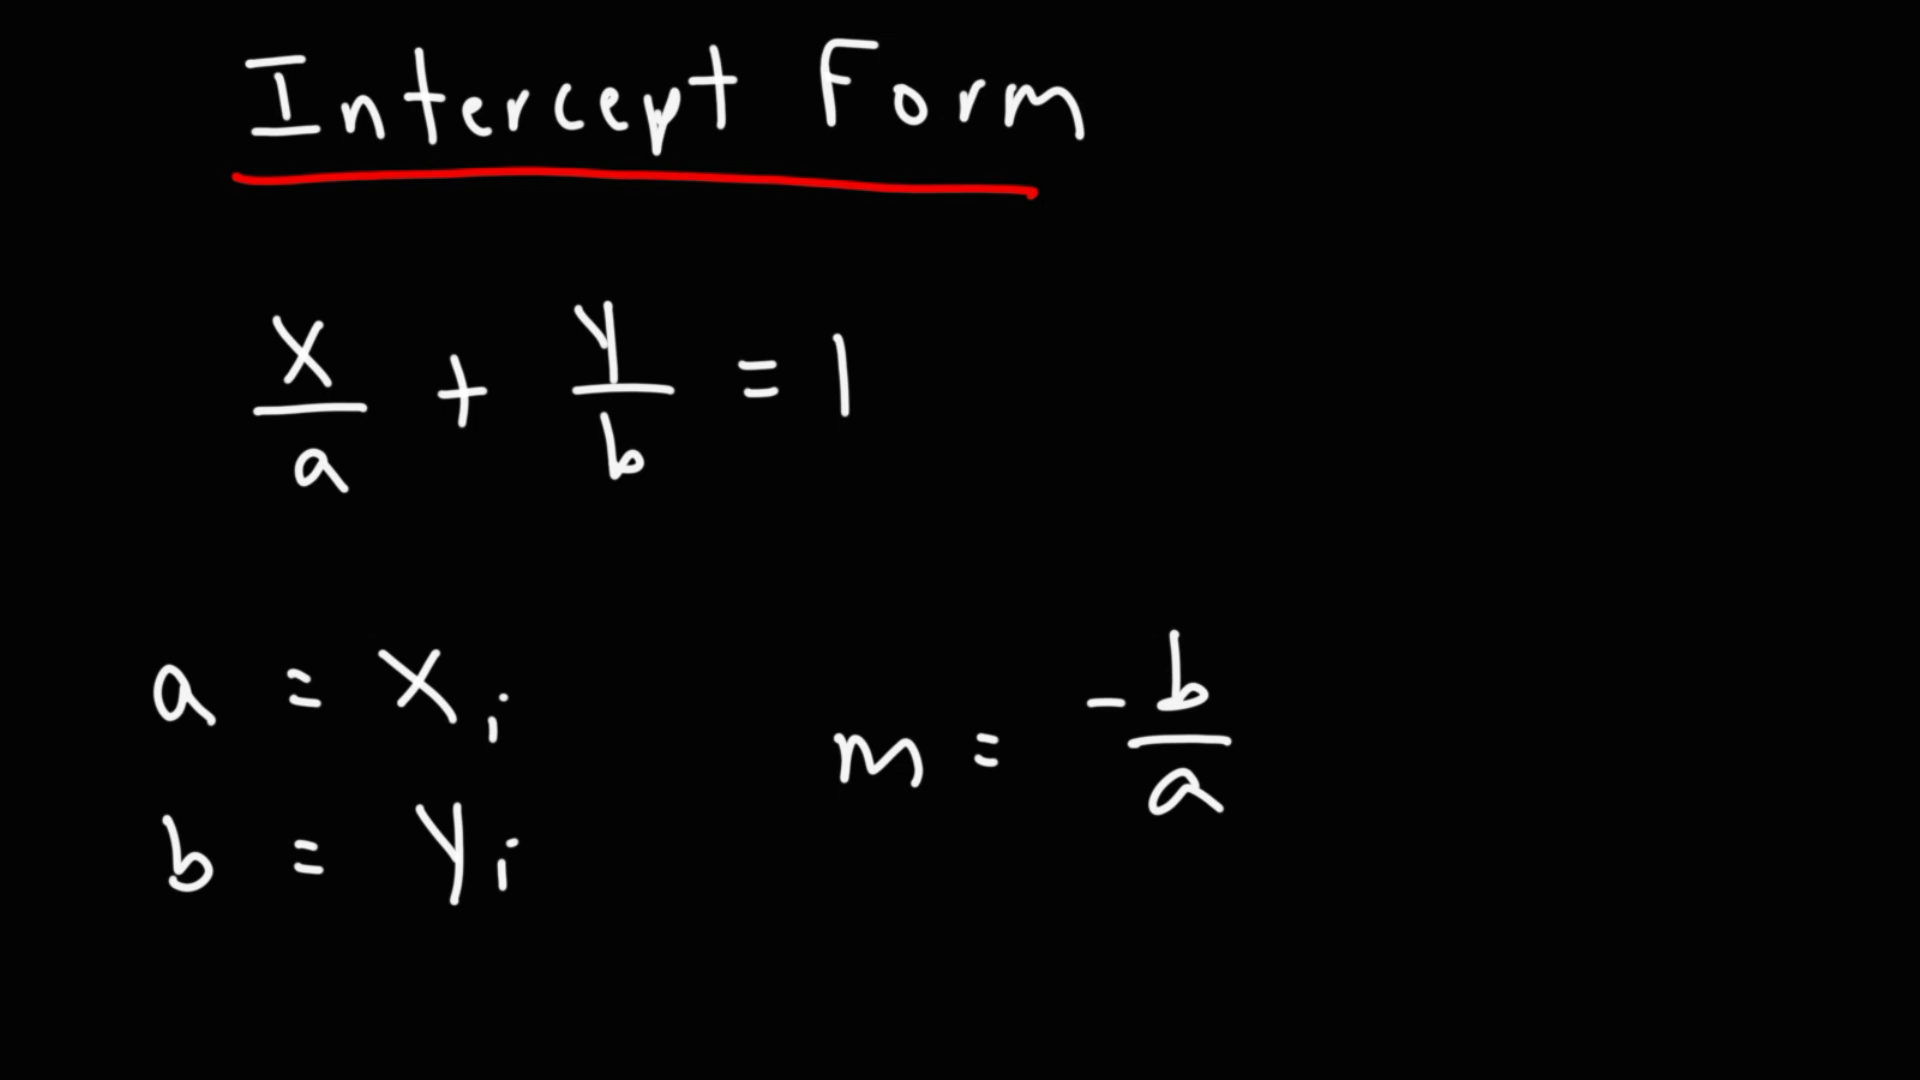 Intercept Form
x/a + y/b = 1
a = xᵢ
b = yᵢ
m = -b/a